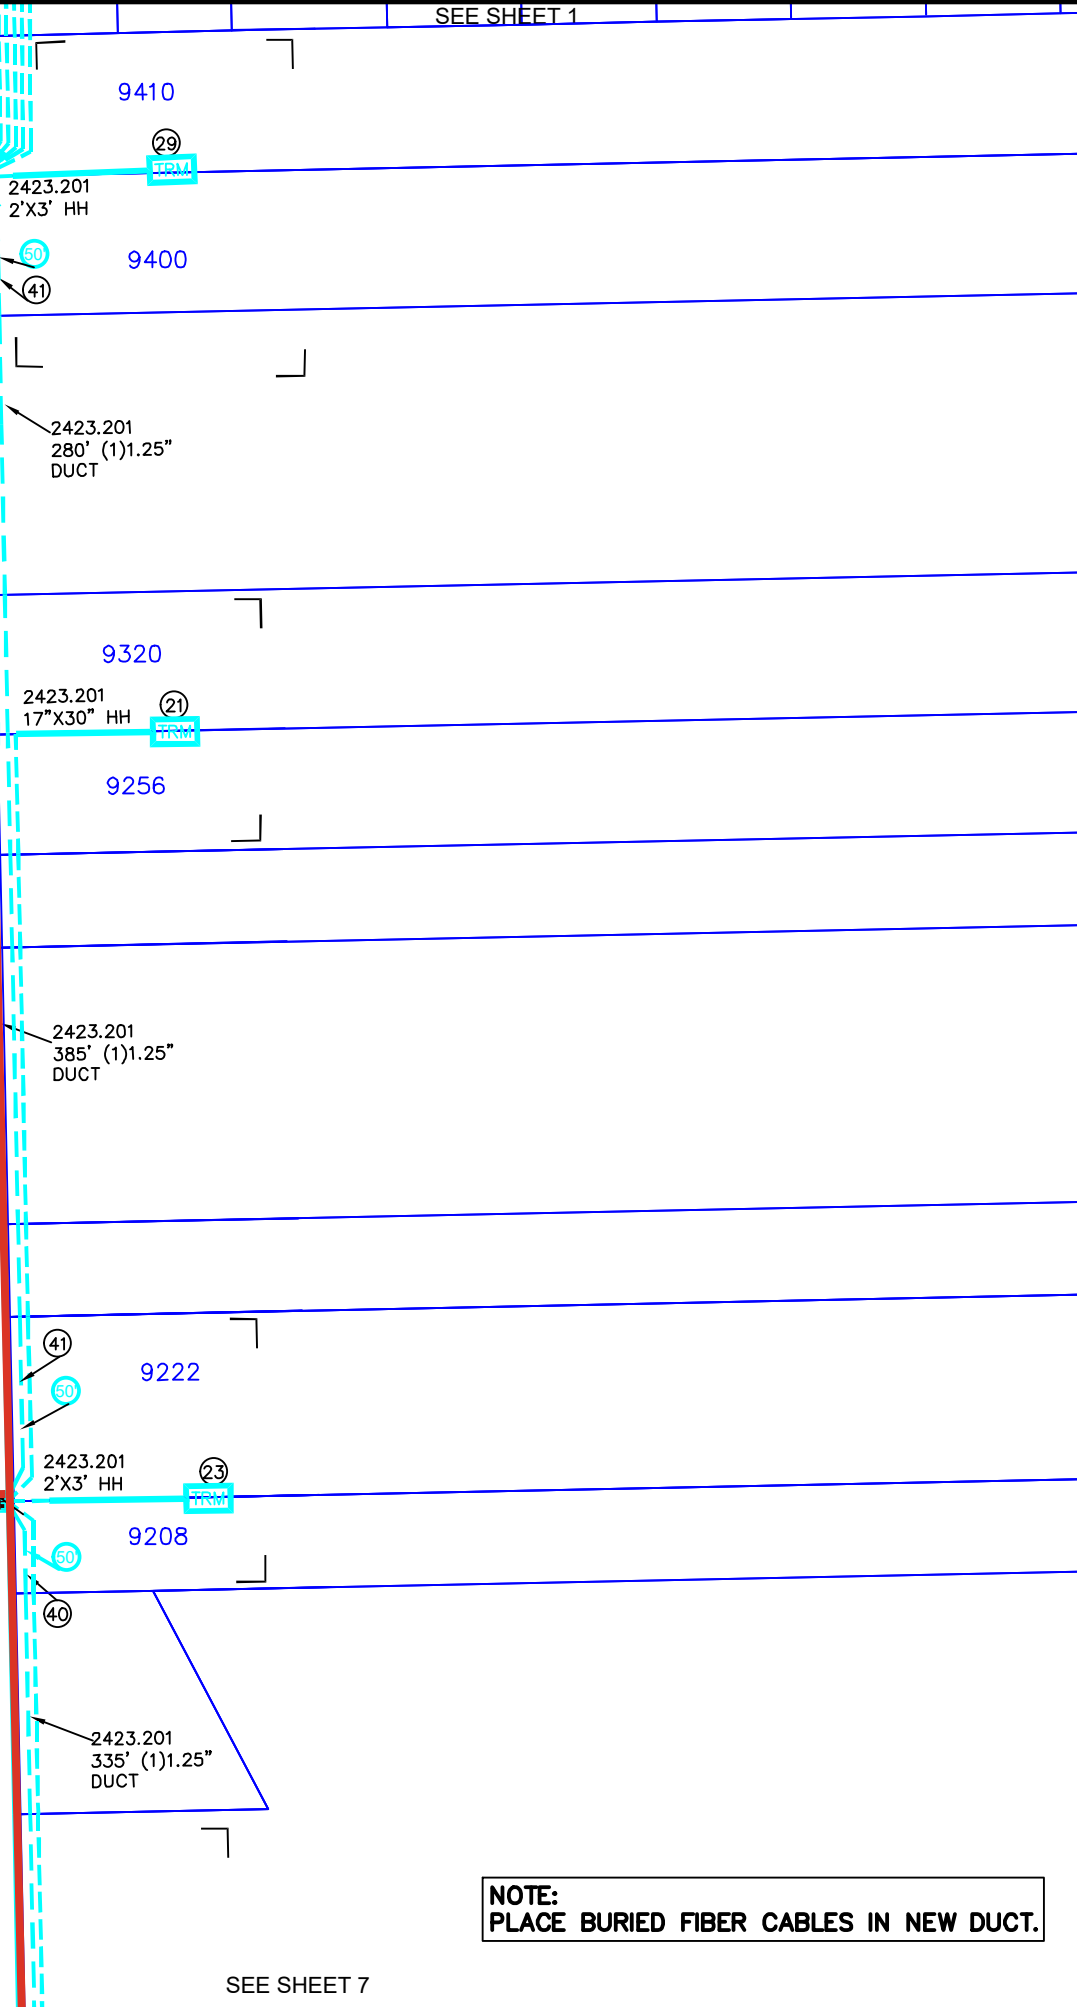 SEE SHEET 1
9410
29
TRM
2423.201
2'X3' HH
50'
9400
41
2423.201
280' (1)1.25"
DUCT
9320
2423.201
17"X30" HH
21
TRM
9256
2423.201
385' (1)1.25"
DUCT
41
9222
50'
2423.201
2'X3' HH
23
TRM
9208
50'
40
2423.201
335' (1)1.25"
DUCT
NOTE:
PLACE BURIED FIBER CABLES IN NEW DUCT.
SEE SHEET 7